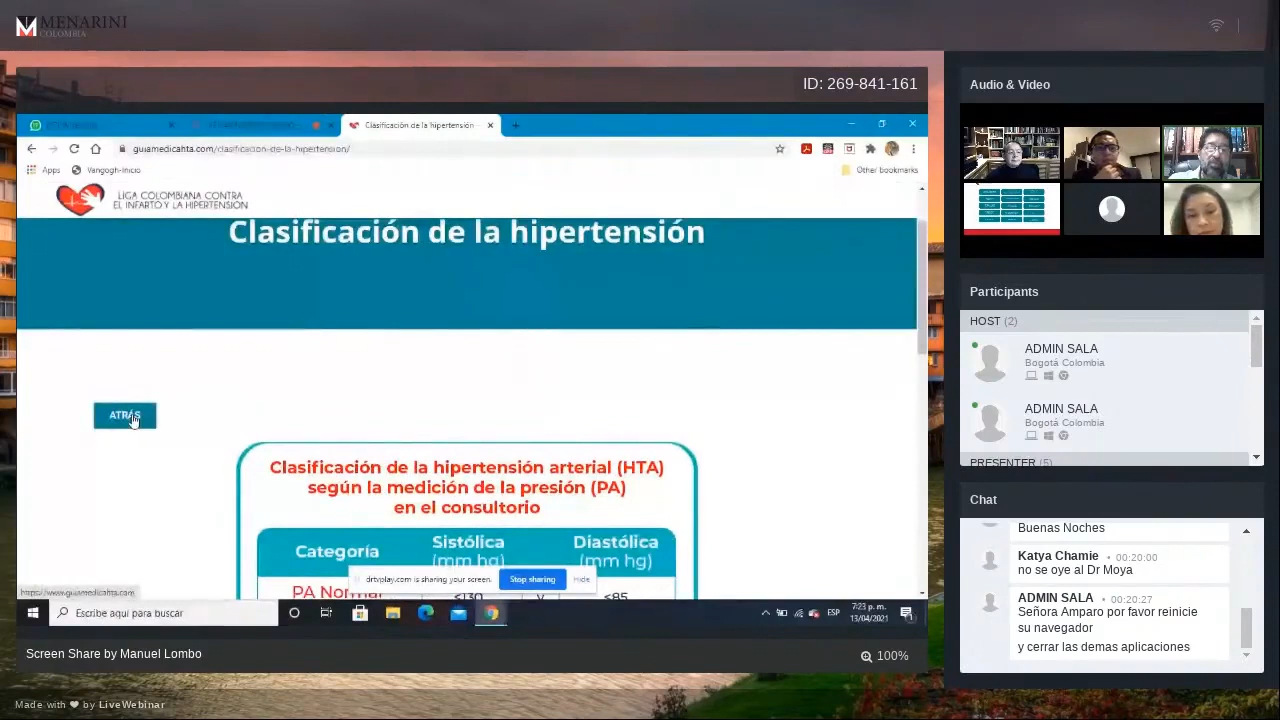 MENARINI
COLOMBIA
ID: 269-841-161
Clasificación de la hipertensión
guiamedicahta.com/clasificacion-de-la-hipertension/
Apps
Vangogh-Inicio
Other bookmarks
LIGA COLOMBIANA CONTRA
EL INFARTO Y LA HIPERTENSIÓN
Clasificación de la hipertensión
ATRÁS
Clasificación de la hipertensión arterial (HTA)
según la medición de la presión (PA)
en el consultorio
Categoría
Sistólica
(mm hg)
Diastólica
(mm hg)
PA Normal
<130
y
<85
drtvplay.com is sharing your screen.
Stop sharing
Hide
https://www.guiamedicahta.com
Escribe aquí para buscar
ESP
7:23 p. m.
13/04/2021
Screen Share by Manuel Lombo
100%
Made with ❤ by LiveWebinar
Audio & Video
Participants
HOST (2)
ADMIN SALA
Bogotá Colombia
ADMIN SALA
Bogotá Colombia
PRESENTER (5)
Chat
Buenas Noches
Katya Chamie • 00:20:00
no se oye al Dr Moya
ADMIN SALA • 00:20:27
Señora Amparo por favor reinicie
su navegador
y cerrar las demas aplicaciones